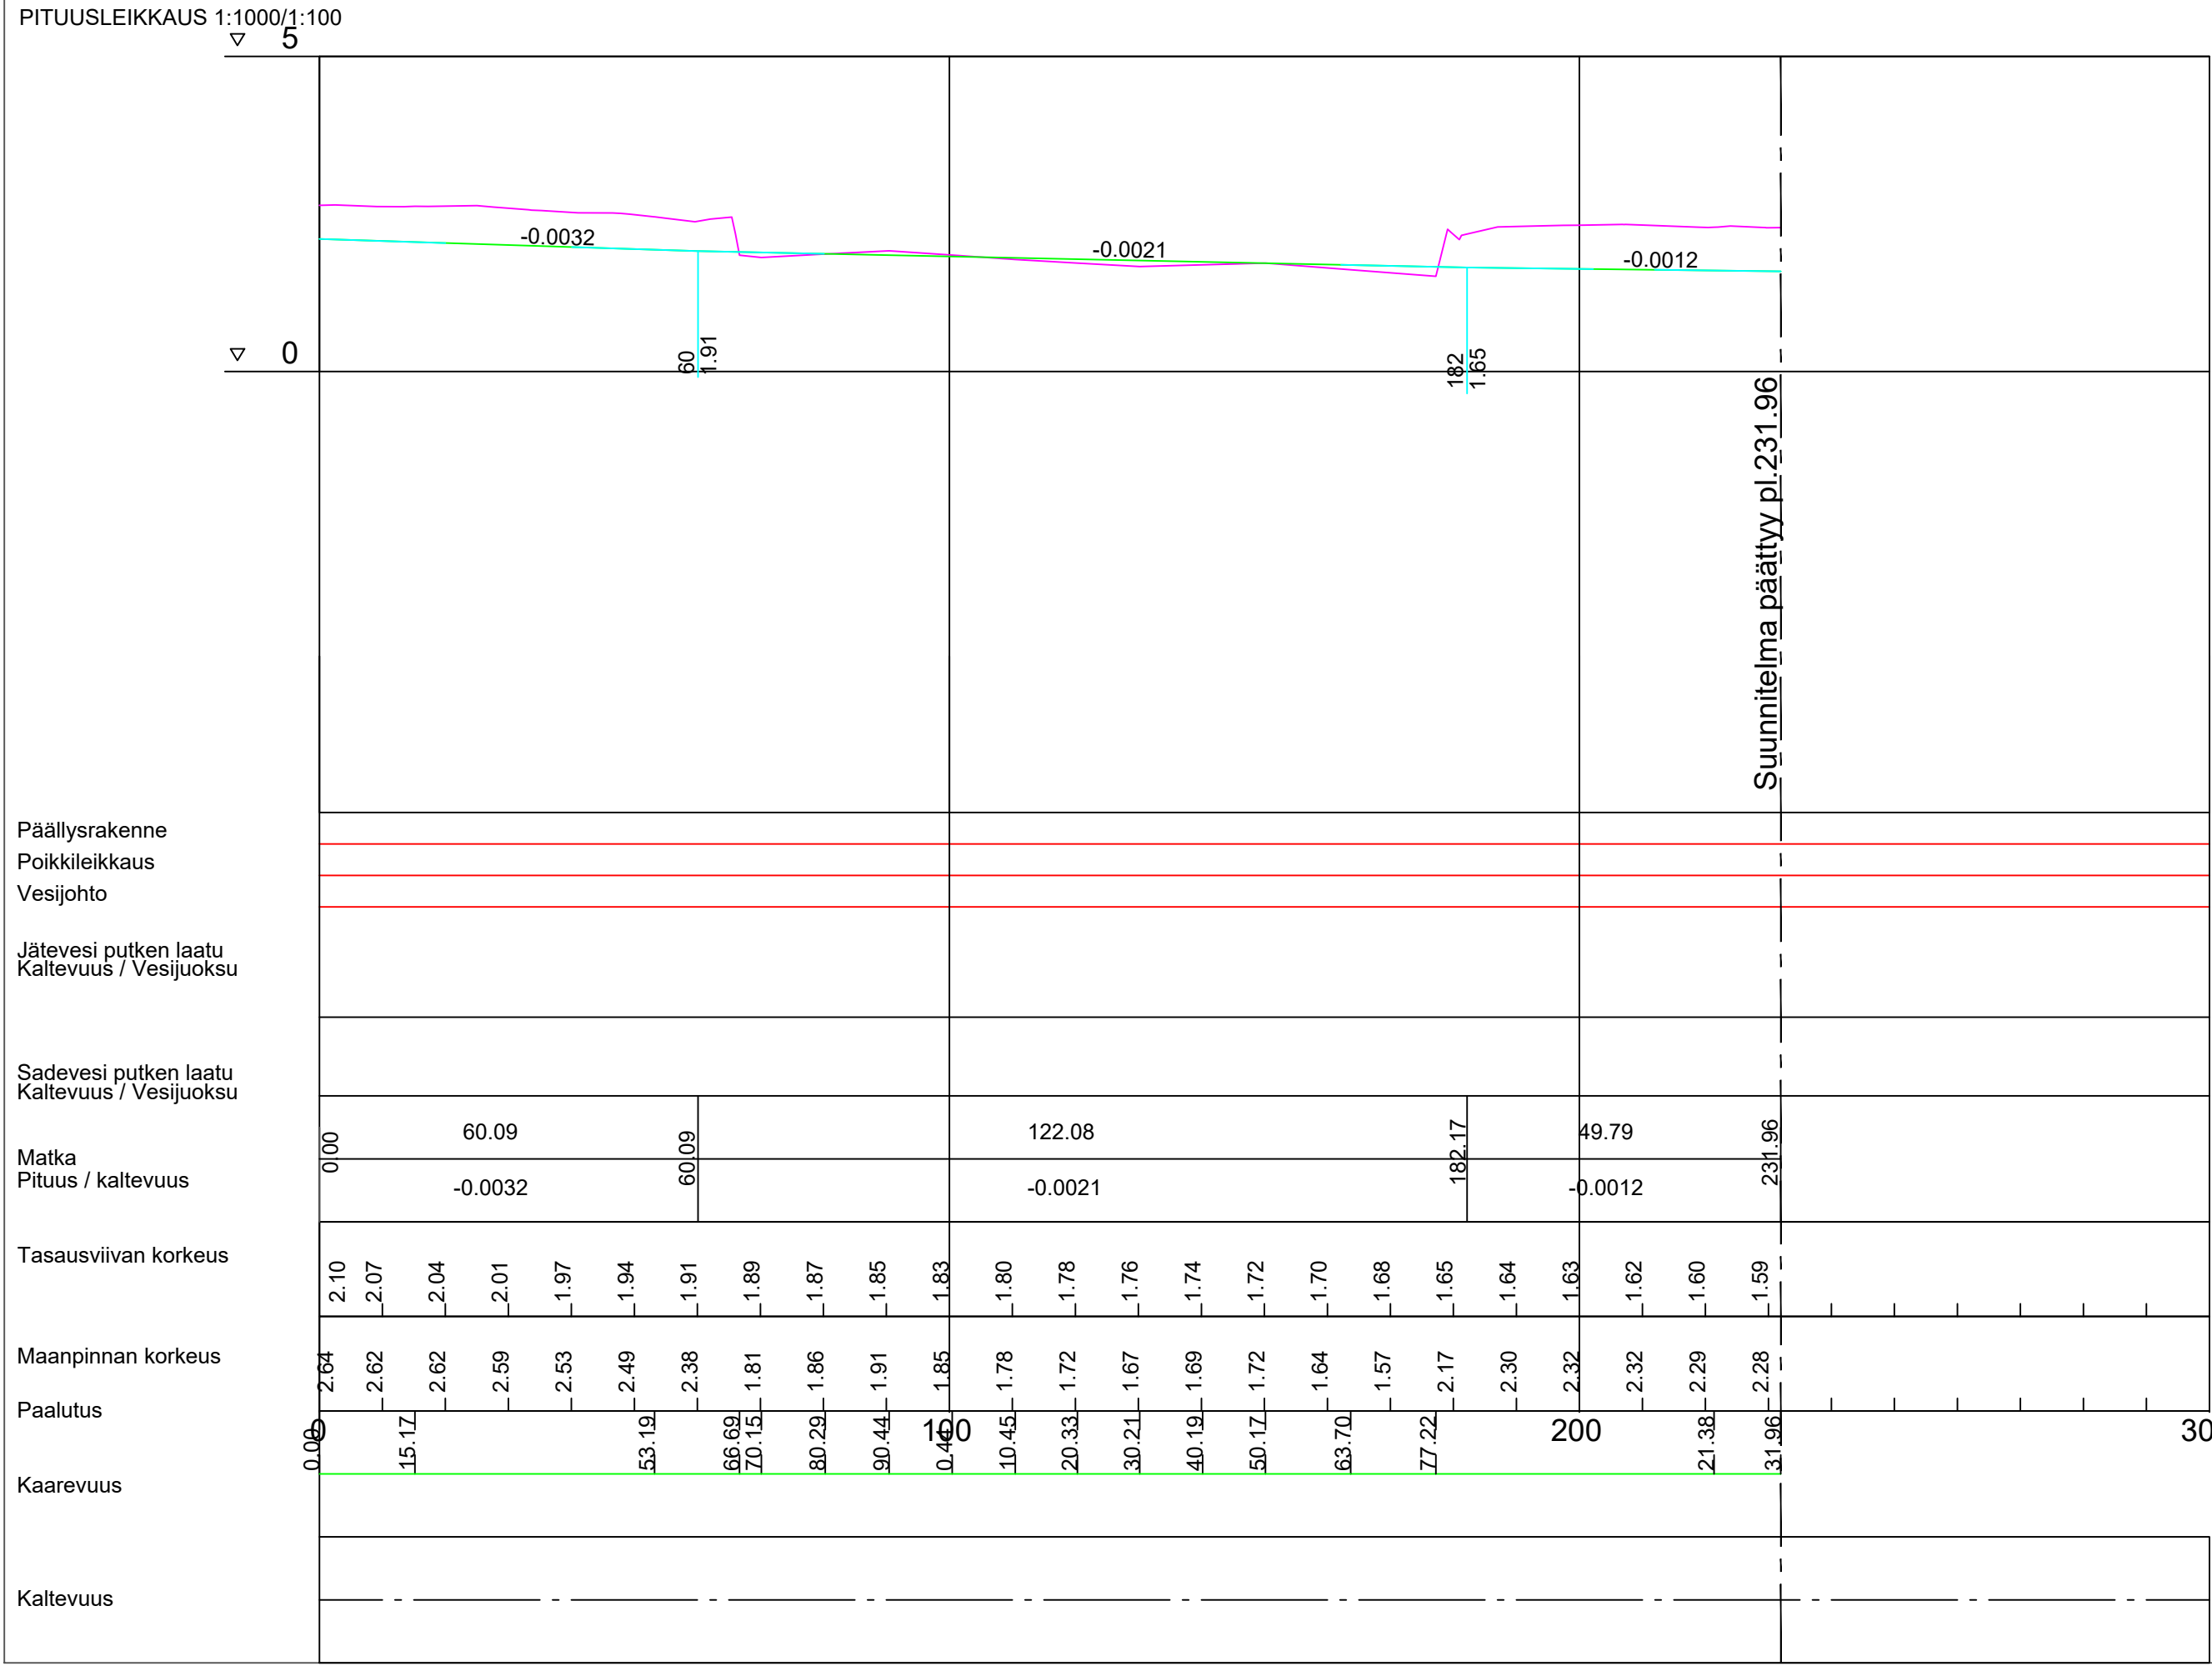 PITUUSLEIKKAUS 1:1000/1:100
5
-0.0032
-0.0021
-0.0012
0
60
1.91
182
1.65
Suunnitelma päättyy pl.231.96
Päällysrakenne
Poikkileikkaus
Vesijohto
Jätevesi putken laatu
Kaltevuus / Vesijuoksu
Sadevesi putken laatu
Kaltevuus / Vesijuoksu
Matka
Pituus / kaltevuus
0.00
60.09
60.09
122.08
182.17
49.79
231.96
-0.0032
-0.0021
-0.0012
Tasausviivan korkeus
2.10 2.07 2.04 2.01 1.97 1.94 1.91 1.89 1.87 1.85 1.83 1.80 1.78 1.76 1.74 1.72 1.70 1.68 1.65 1.64 1.63 1.62 1.60 1.59
Maanpinnan korkeus
2.64 2.62 2.62 2.59 2.53 2.49 2.38 1.81 1.86 1.91 1.85 1.78 1.72 1.67 1.69 1.72 1.64 1.57 2.17 2.30 2.32 2.32 2.29 2.28
Paalutus
0 100 200 30
0.00 15.17 53.19 66.69 70.15 80.29 90.44 0.44 10.45 20.33 30.21 40.19 50.17 63.70 77.22 21.38 31.96
Kaarevuus
Kaltevuus